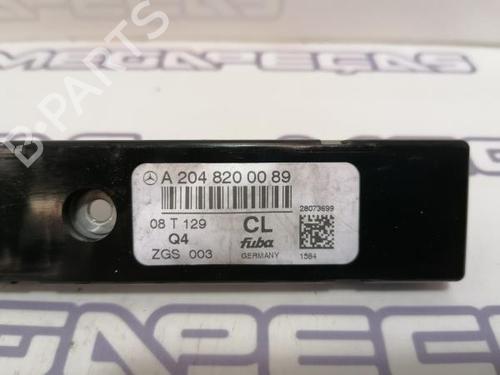 MEGAPEÇAS
B-PARTS
A 204 820 00 89
08 T 129
CL
28073699
Q4
fuba
ZGS 003
GERMANY
1584
MEGAPEÇAS